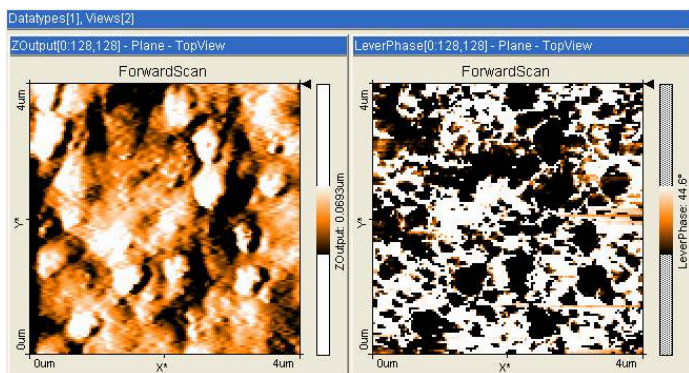 Datatypes[1], Views[2]
ZOutput[0:128,128] - Plane - TopView
ForwardScan
4um
Y*
0um
0um
X*
4um
ZOutput: 0.0693um
LeverPhase[0:128,128] - Plane - TopView
ForwardScan
4um
Y*
0um
0um
X*
4um
LeverPhase: 44.6°